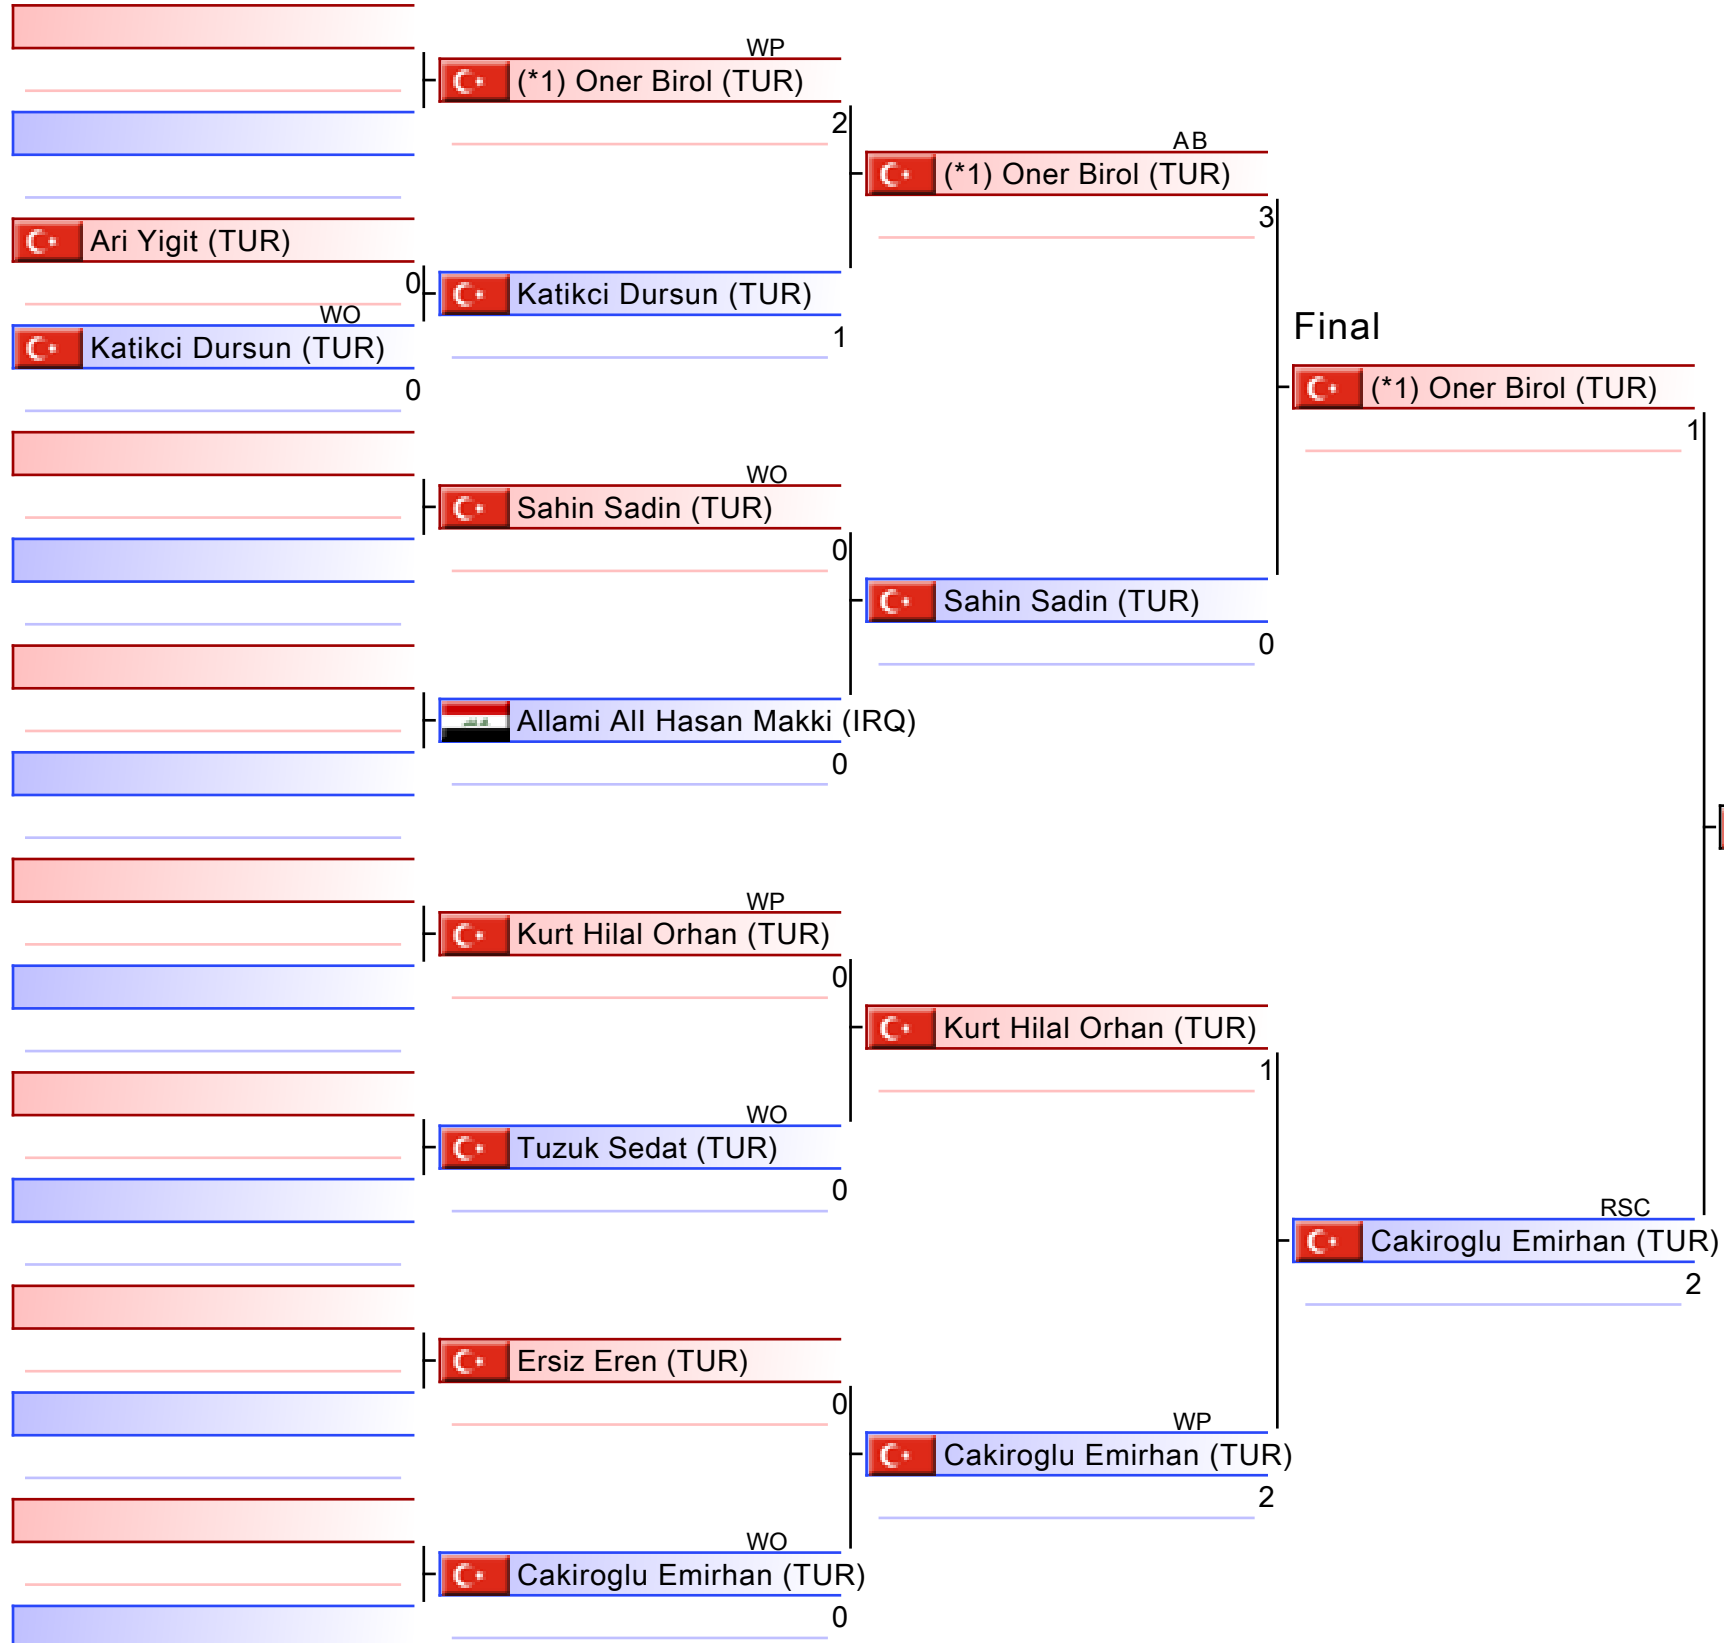 WP
(*1) Oner Birol (TUR)
2
AB
(*1) Oner Birol (TUR)
3
Ari Yigit (TUR)
0
Katikci Dursun (TUR)
1
WO
Katikci Dursun (TUR)
0
Final
(*1) Oner Birol (TUR)
1
WO
Sahin Sadin (TUR)
0
Sahin Sadin (TUR)
0
Allami All Hasan Makki (IRQ)
0
WP
Kurt Hilal Orhan (TUR)
0
Kurt Hilal Orhan (TUR)
1
WO
Tuzuk Sedat (TUR)
0
RSC
Cakiroglu Emirhan (TUR)
2
Ersiz Eren (TUR)
0
WP
Cakiroglu Emirhan (TUR)
2
WO
Cakiroglu Emirhan (TUR)
0